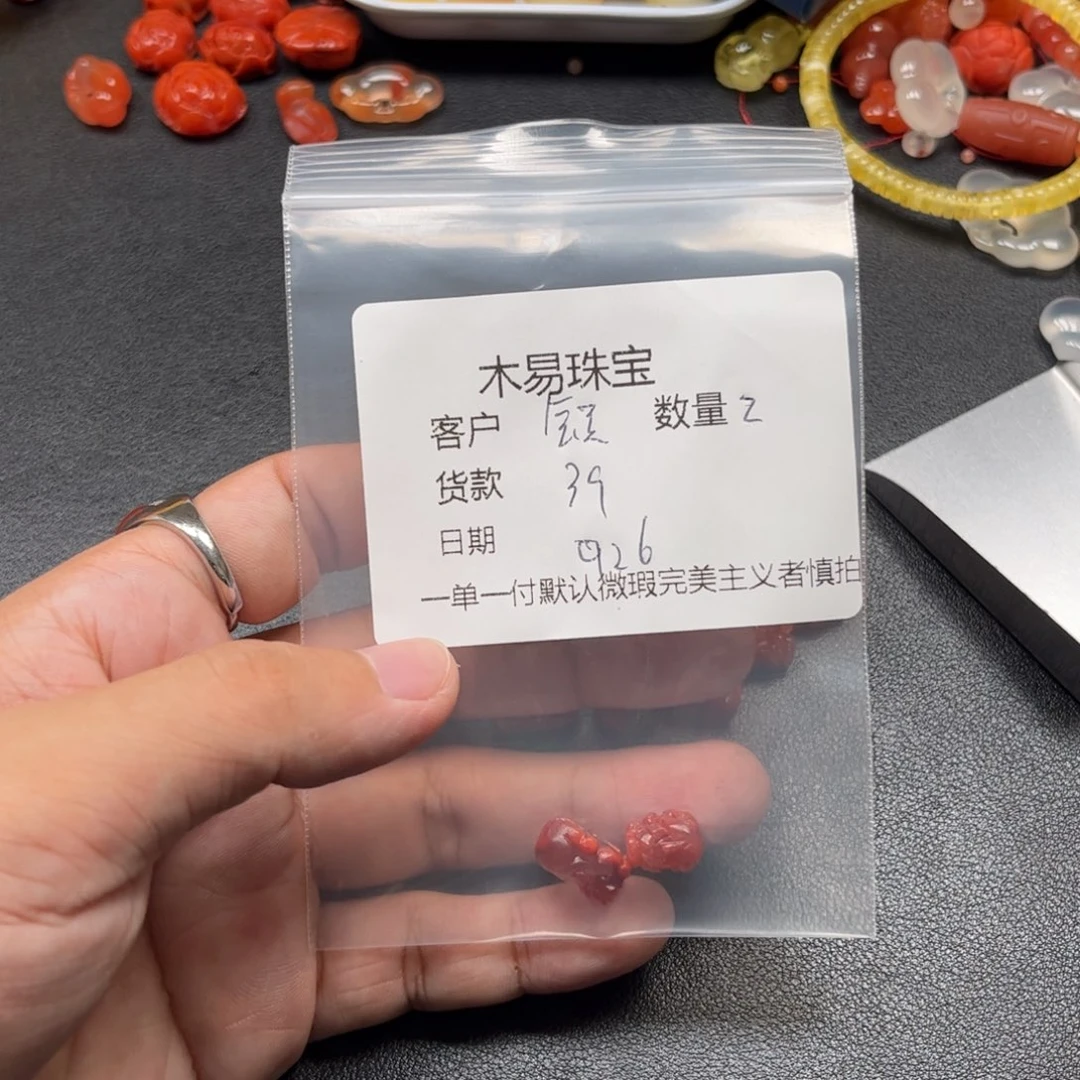 木易珠宝
客户 数量 2
货款 39
日期 0926
一单一付默认微瑕完美主义者慎拍